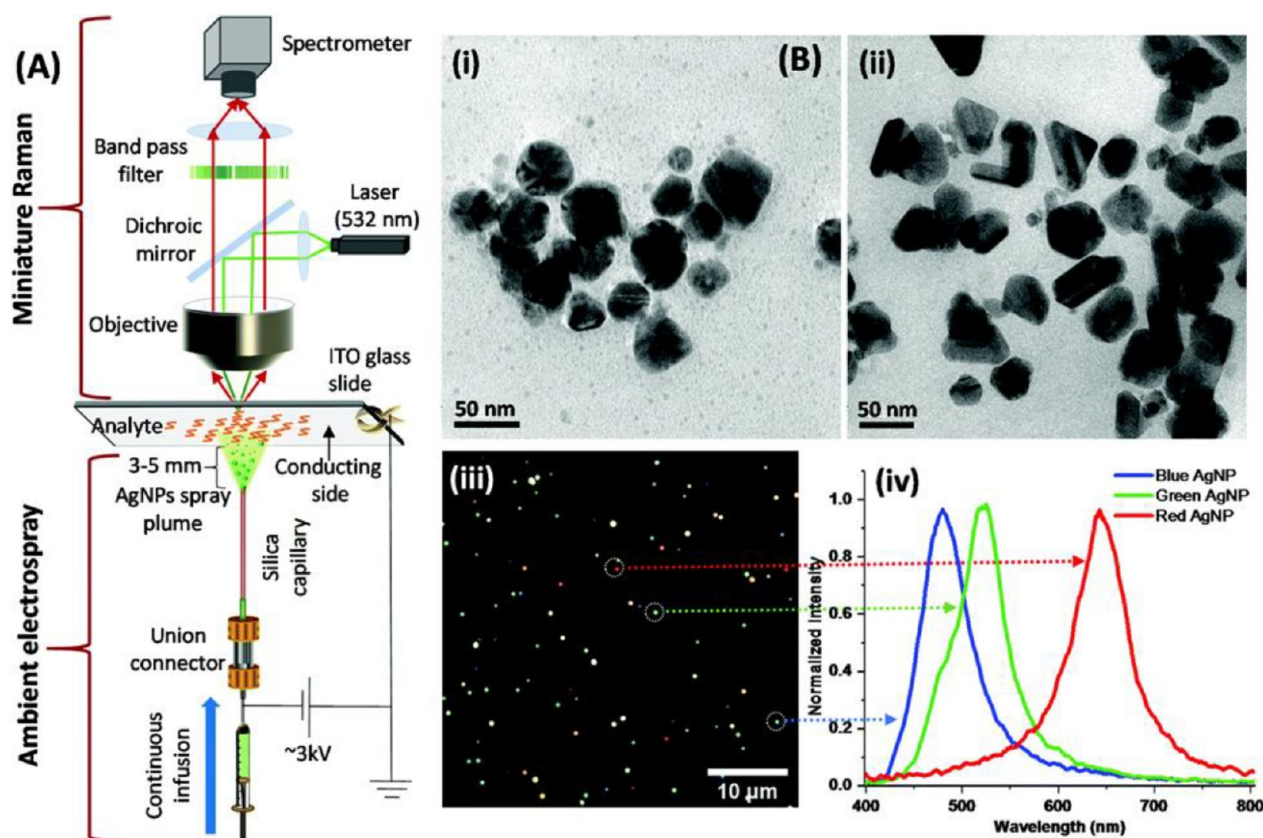 (A)
Miniature Raman
Spectrometer
Band pass
filter
Laser
(532 nm)
Dichroic
mirror
Objective
ITO glass
slide
Analyte
3-5 mm
AgNPs spray
plume
Conducting
side
Ambient electrospray
Silica
capillary
Union
connector
Continuous
infusion
~3kV
(B)
(i)
50 nm
(ii)
50 nm
(iii)
10 µm
(iv)
Blue AgNP
Green AgNP
Red AgNP
Normalized Intensity
1.0
0.8
0.6
0.4
0.2
0.0
400
500
600
700
800
Wavelength (nm)